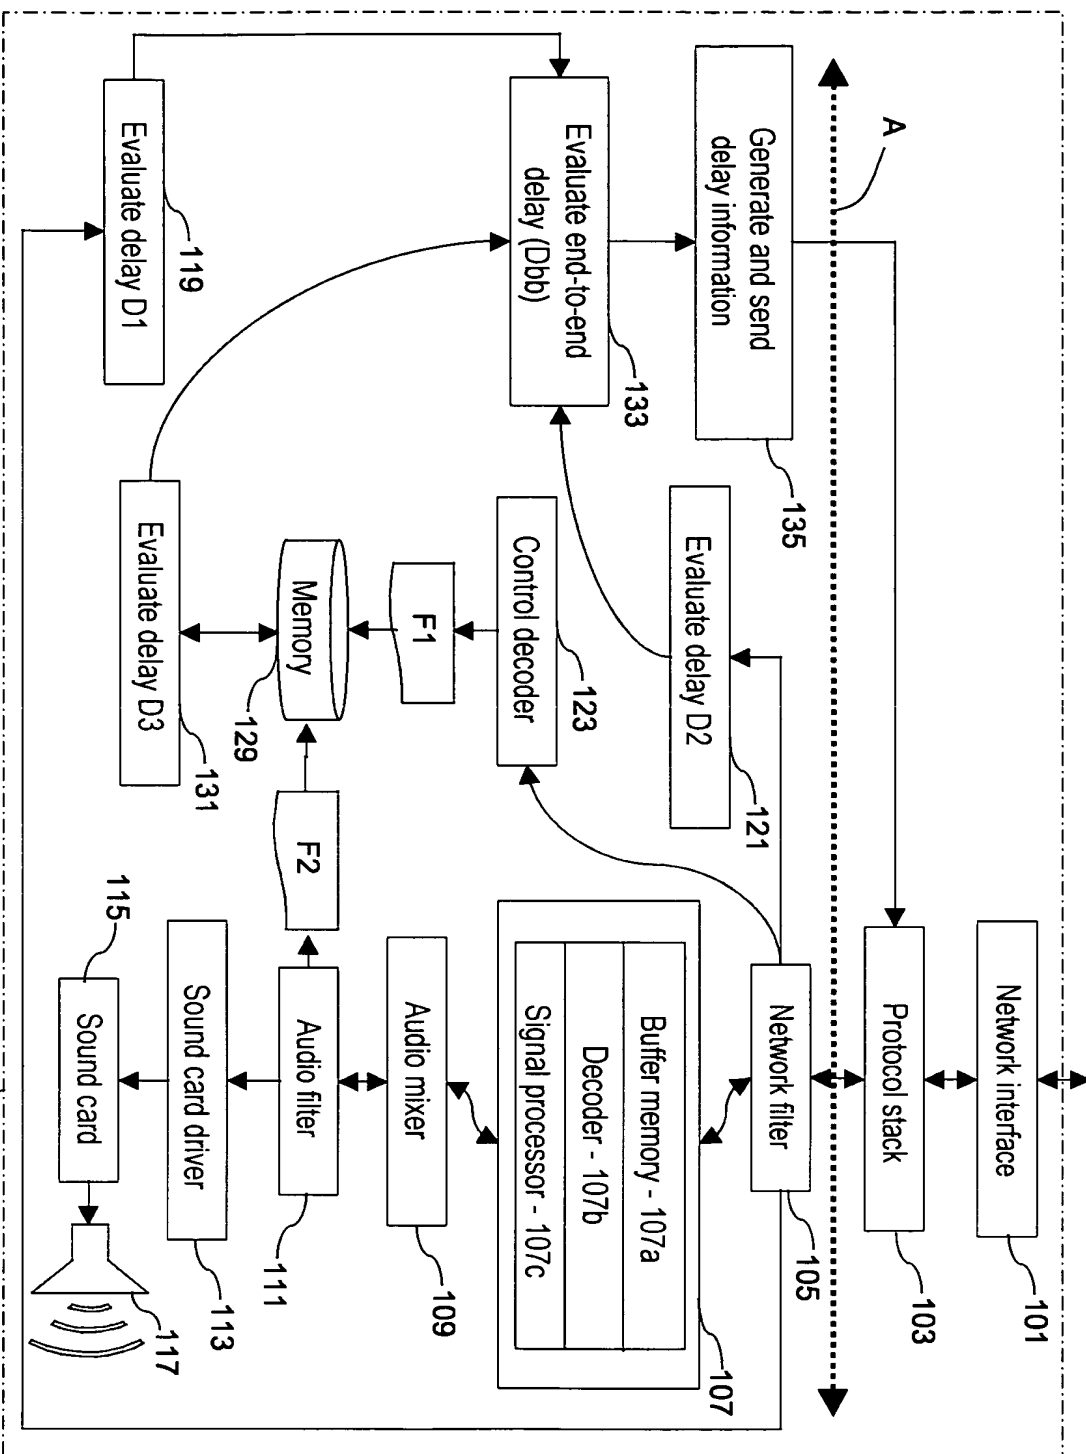 Network interface
101
Protocol stack
103
A
Network filter
105
Generate and send
delay information
135
Evaluate delay D2
121
Buffer memory - 107a
Decoder - 107b
Signal processor - 107c
107
Evaluate end-to-end
delay (Dbb)
133
Control decoder
123
Audio mixer
109
F1
Memory
129
F2
Audio filter
111
Evaluate delay D1
119
Evaluate delay D3
131
Sound card driver
113
115
Sound card
117